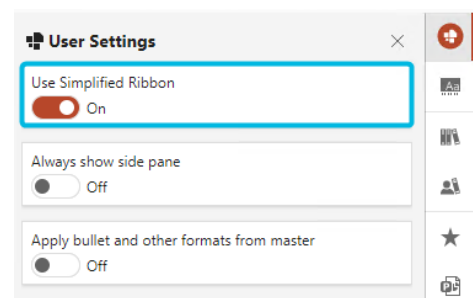 User Settings
Use Simplified Ribbon
On
Aa
Always show side pane
Off
Apply bullet and other formats from master
Off